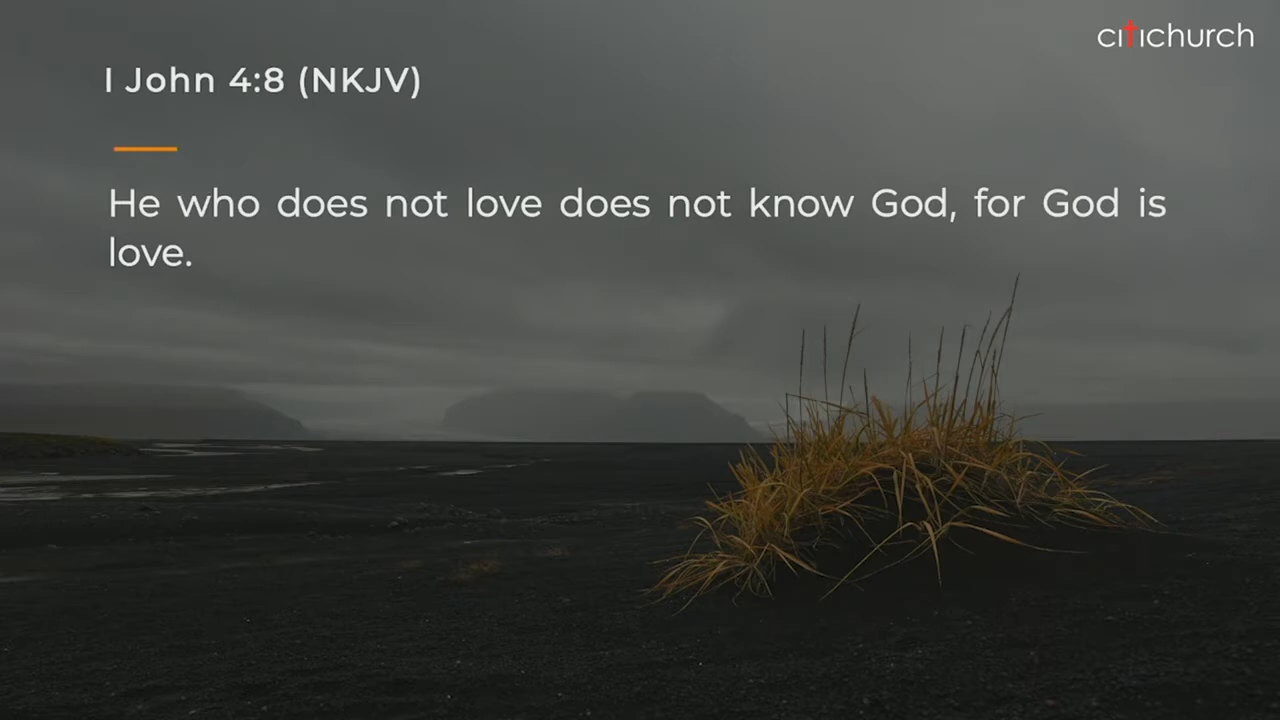 citichurch
I John 4:8 (NKJV)
He who does not love does not know God, for God is
love.